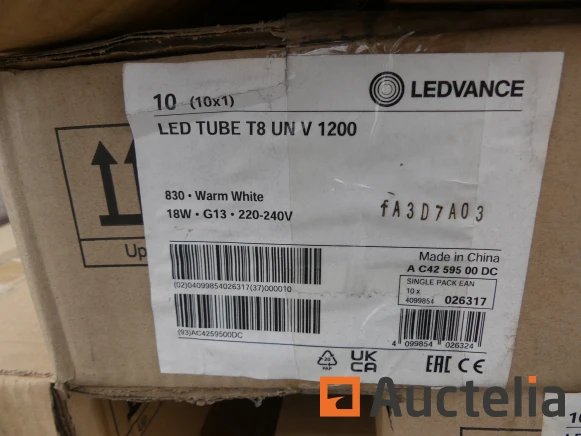 10 (10x1)
LEDVANCE
LED TUBE T8 UN V 1200
830 · Warm White
18W · G13 · 220-240V
fA3D7A03
Up
Made in China
A C42 595 00 DC
(02)04099854026317(37)000010
SINGLE PACK EAN
10 x
4099854 026317
(93)AC4259500DC
4 099854 026324
20
PAP
UK
CA
EAC CE
Auctelia